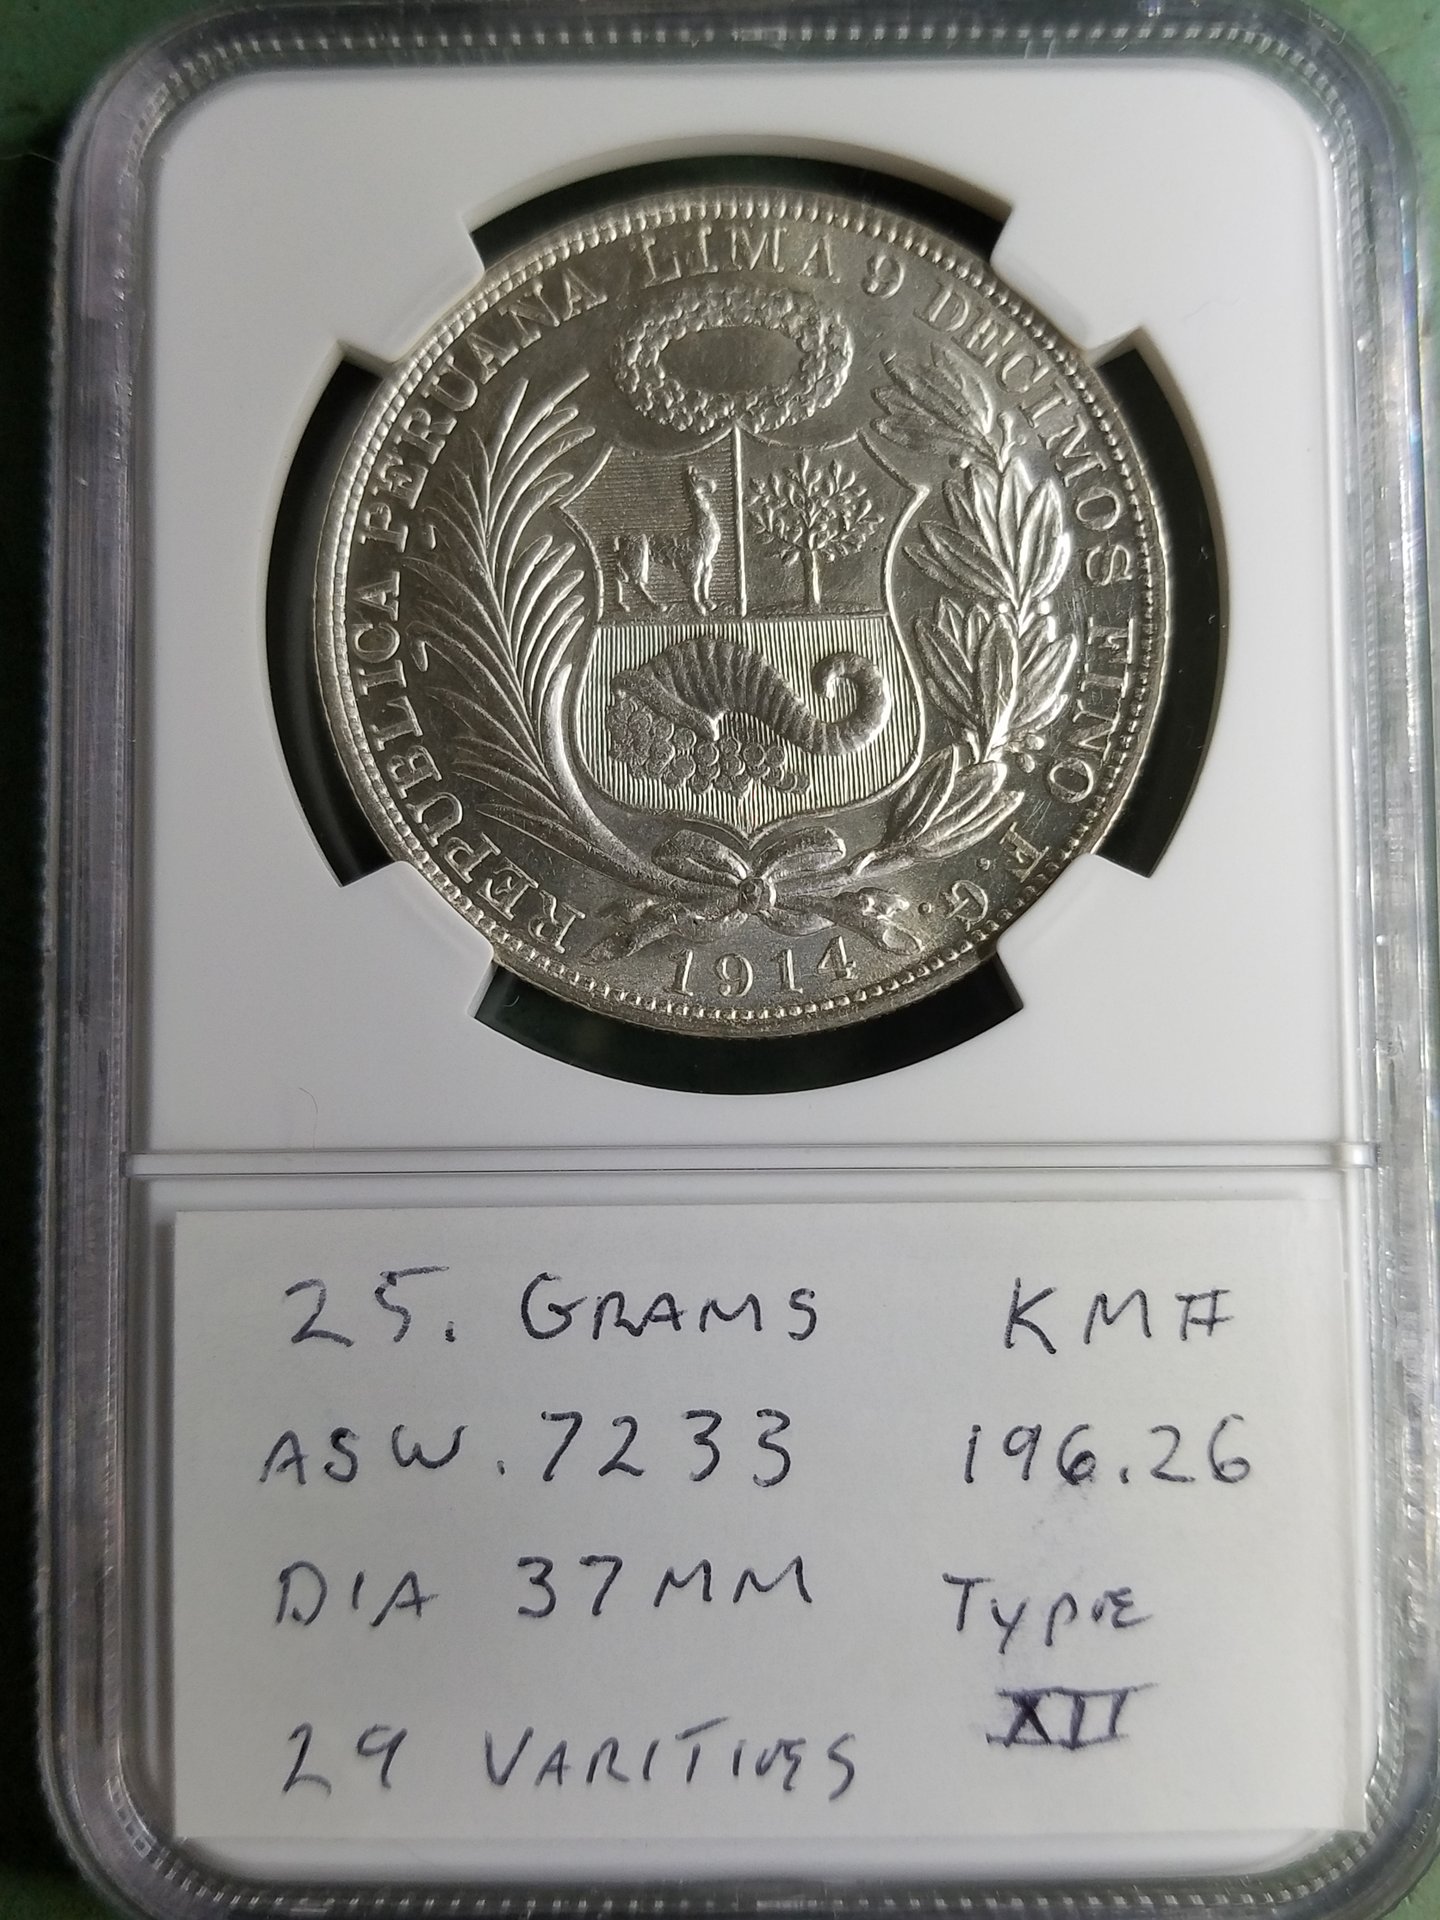 REPUBLICA PERUANA LIMA 9 DECIMOS FINO F.G.
1914
25. GRAMS KM#
ASW .7233 196.26
DIA 37MM TYPE
XII
29 VARITIES